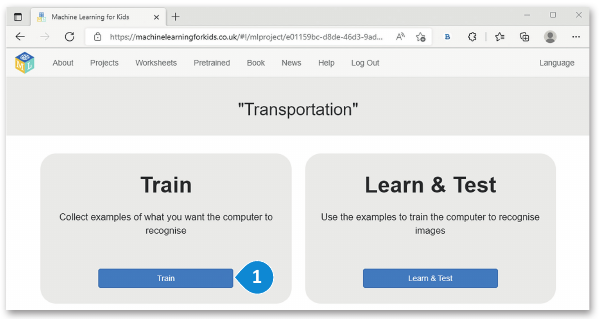 Machine Learning for Kids
https://machinelearningforkids.co.uk/#!/mlproject/e01159bc-d8de-46d3-9ad...
About Projects Worksheets Pretrained Book News Help Log Out Language
"Transportation"
Train
Collect examples of what you want the computer to
recognise
Train
1
Learn & Test
Use the examples to train the computer to recognise
images
Learn & Test